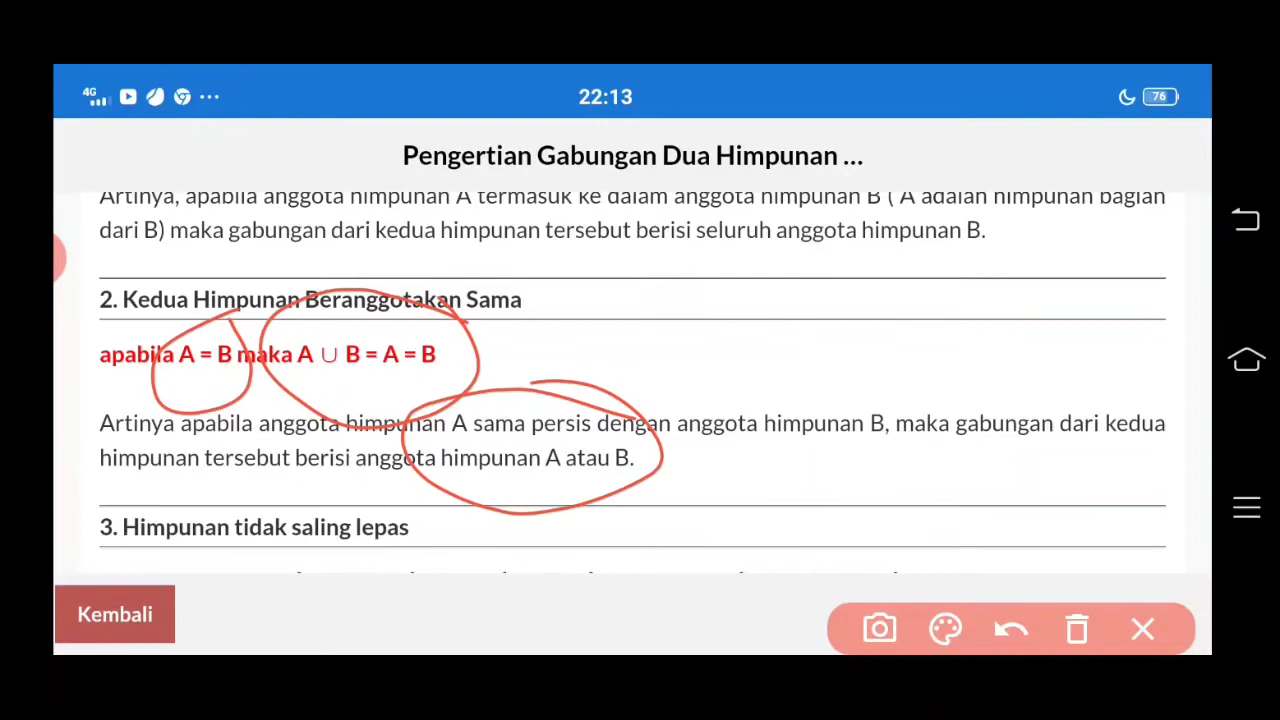 4G
22:13
76
Pengertian Gabungan Dua Himpunan ...
Artinya, apabila anggota himpunan A termasuk ke dalam anggota himpunan B ( A adalah himpunan bagian
dari B) maka gabungan dari kedua himpunan tersebut berisi seluruh anggota himpunan B.
2. Kedua Himpunan Beranggotakan Sama
apabila A = B maka A ∪ B = A = B
Artinya apabila anggota himpunan A sama persis dengan anggota himpunan B, maka gabungan dari kedua
himpunan tersebut berisi anggota himpunan A atau B.
3. Himpunan tidak saling lepas
Kembali